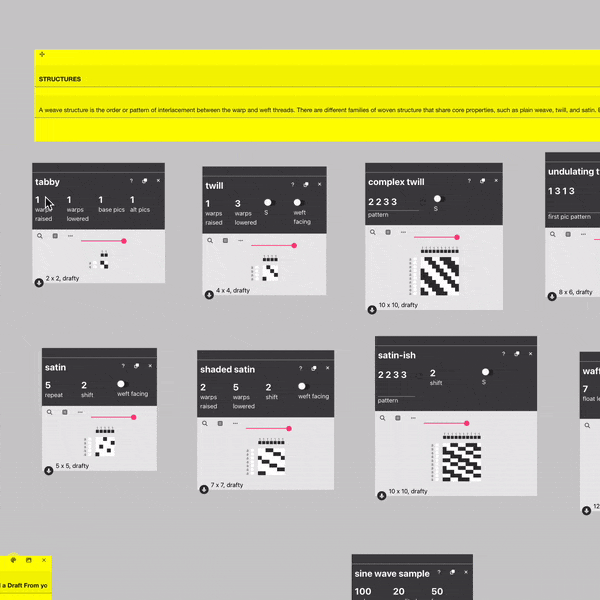 STRUCTURES
A weave structure is the order or pattern of interlacement between the warp and weft threads. There are different families of woven structure that share core properties, such as plain weave, twill, and satin.
tabby ?
1 1 1 1
warps raised warps lowered base pics alt pics
2 x 2, drafty
twill ?
1 3 S weft facing
warps raised warps lowered
4 x 4, drafty
complex twill ?
2 2 3 3 S
pattern
10 x 10, drafty
undulating
1 3 1 3
first pic pattern
8 x 6, drafty
satin ?
5 2 weft facing
repeat shift
5 x 5, drafty
shaded satin ?
2 5 2 weft facing
warps raised warps lowered shift
7 x 7, drafty
satin-ish ?
2 2 3 3 2 S
pattern shift
10 x 10, drafty
7
12
a Draft From
sine wave sample ?
100 20 50